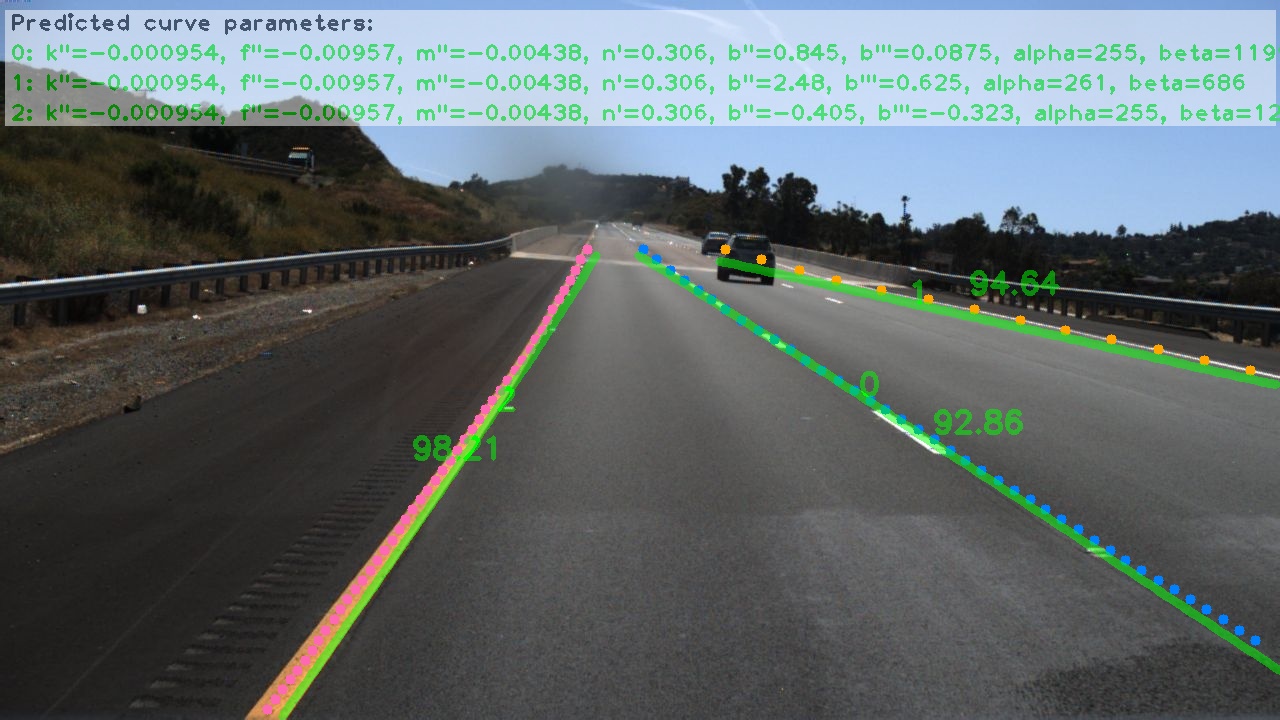 Predicted curve parameters:
0: k''=-0.000954, f''=-0.00957, m''=-0.00438, n'=0.306, b''=0.845, b'''=0.0875, alpha=255, beta=119
1: k''=-0.000954, f''=-0.00957, m''=-0.00438, n'=0.306, b''=2.48, b'''=0.625, alpha=261, beta=686
2: k''=-0.000954, f''=-0.00957, m''=-0.00438, n'=0.306, b''=-0.405, b'''=-0.323, alpha=255, beta=12
1 94.64
0
2
92.86
98.21